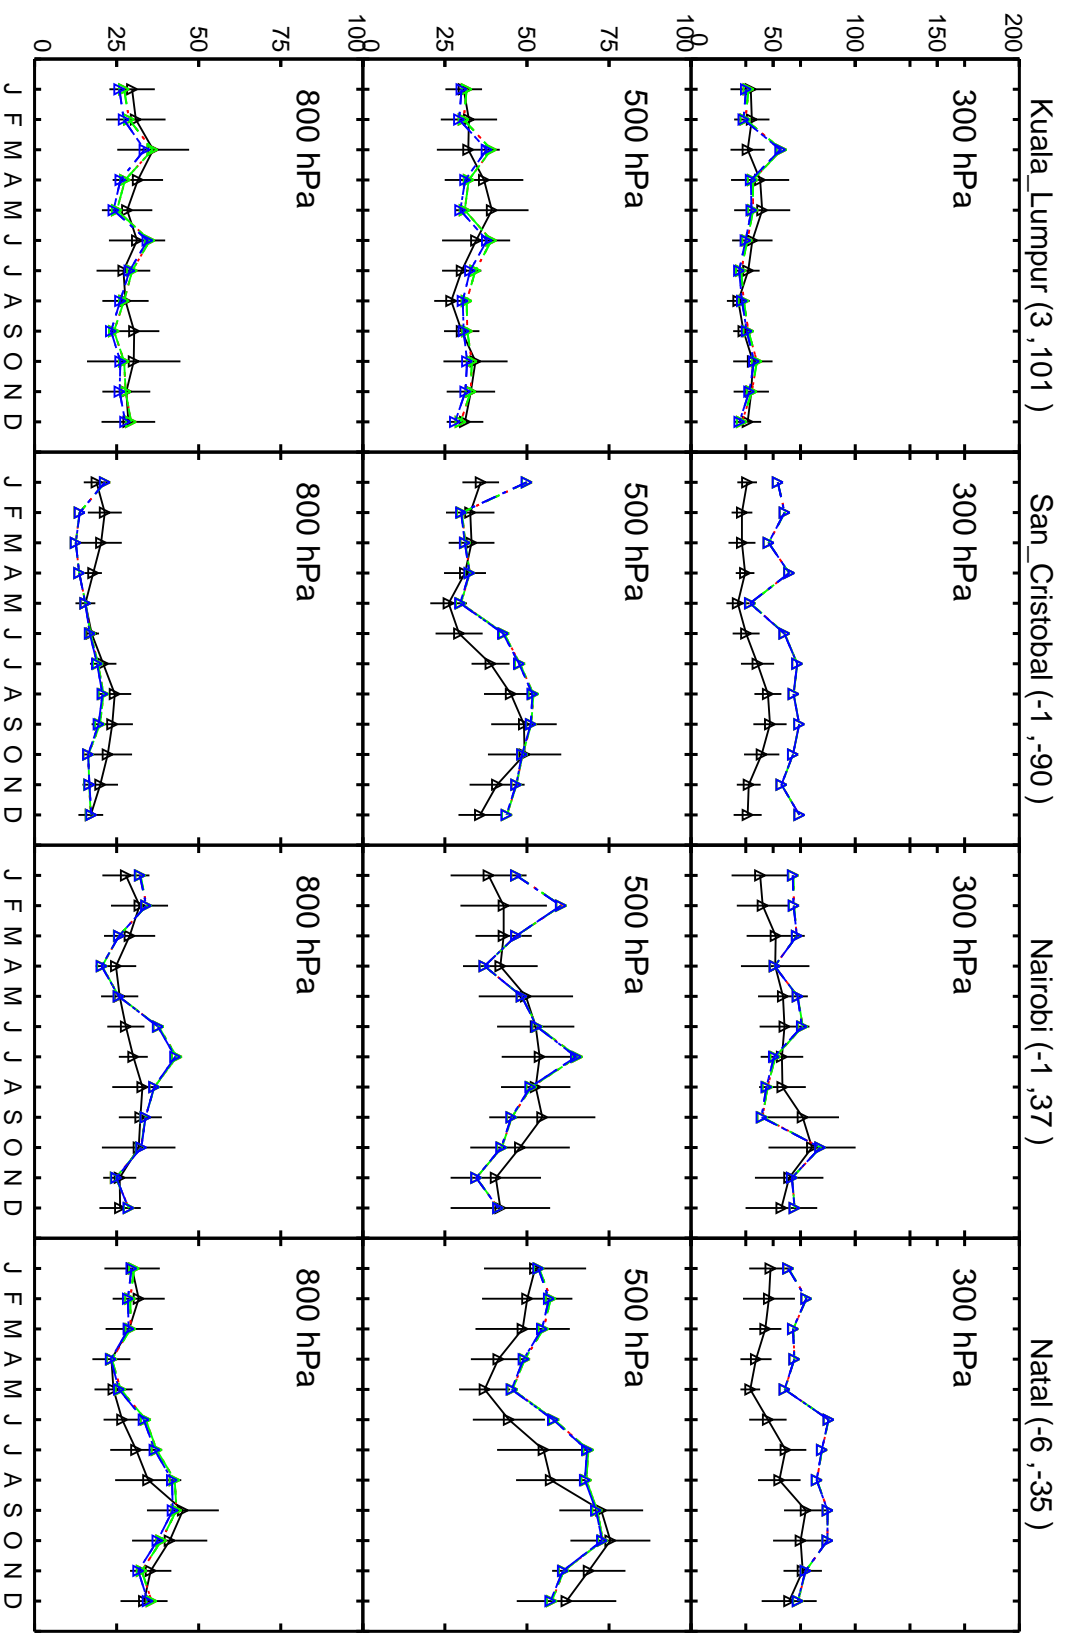 Kuala_Lumpur (3 ,101 )
San_Cristobal (-1 ,-90 )
Nairobi (-1 ,37 )
Natal (-6 ,-35 )
200
150
100
50
0
300 hPa
300 hPa
300 hPa
300 hPa
100
75
50
25
0
500 hPa
500 hPa
500 hPa
500 hPa
100
75
50
25
0
800 hPa
800 hPa
800 hPa
800 hPa
J F M A M J J A S O N D
J F M A M J J A S O N D
J F M A M J J A S O N D
J F M A M J J A S O N D